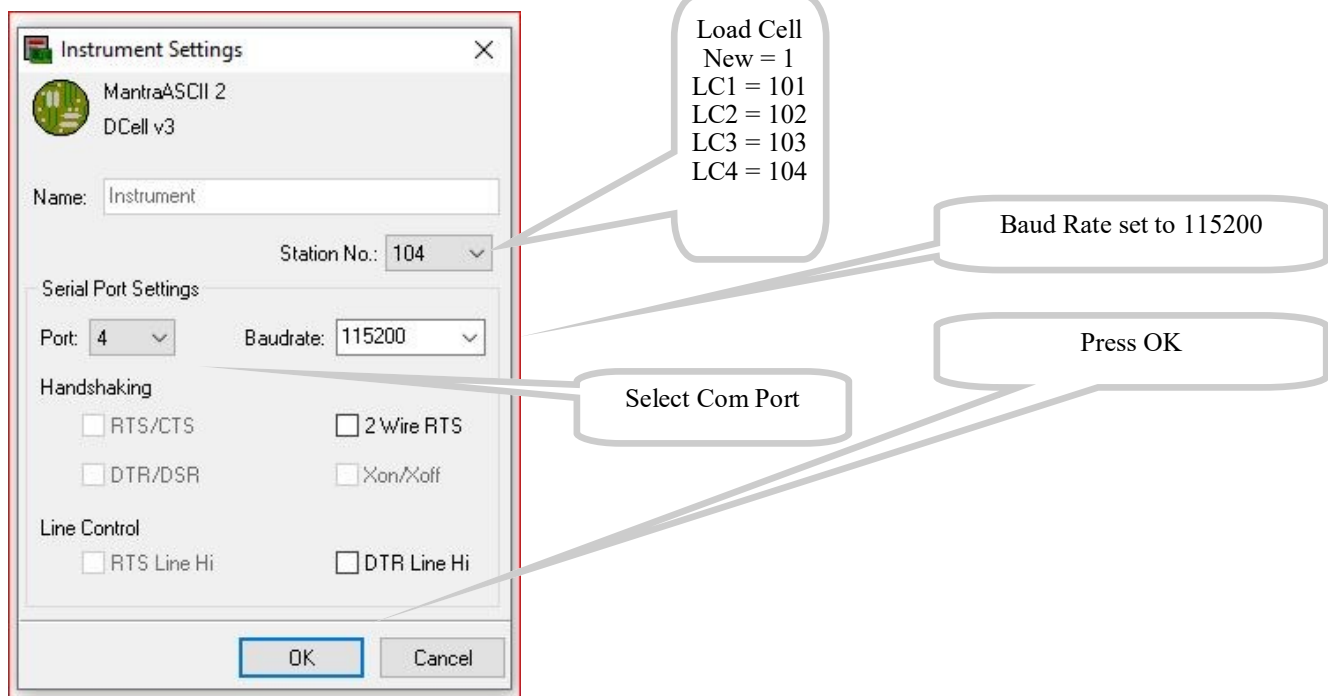 Instrument Settings
MantraASCII 2
DCell v3
Name: Instrument
Station No.: 104
Serial Port Settings
Port: 4 Baudrate: 115200
Handshaking
RTS/CTS 2 Wire RTS
DTR/DSR Xon/Xoff
Line Control
RTS Line Hi DTR Line Hi
OK Cancel
Load Cell
New = 1
LC1 = 101
LC2 = 102
LC3 = 103
LC4 = 104
Baud Rate set to 115200
Press OK
Select Com Port